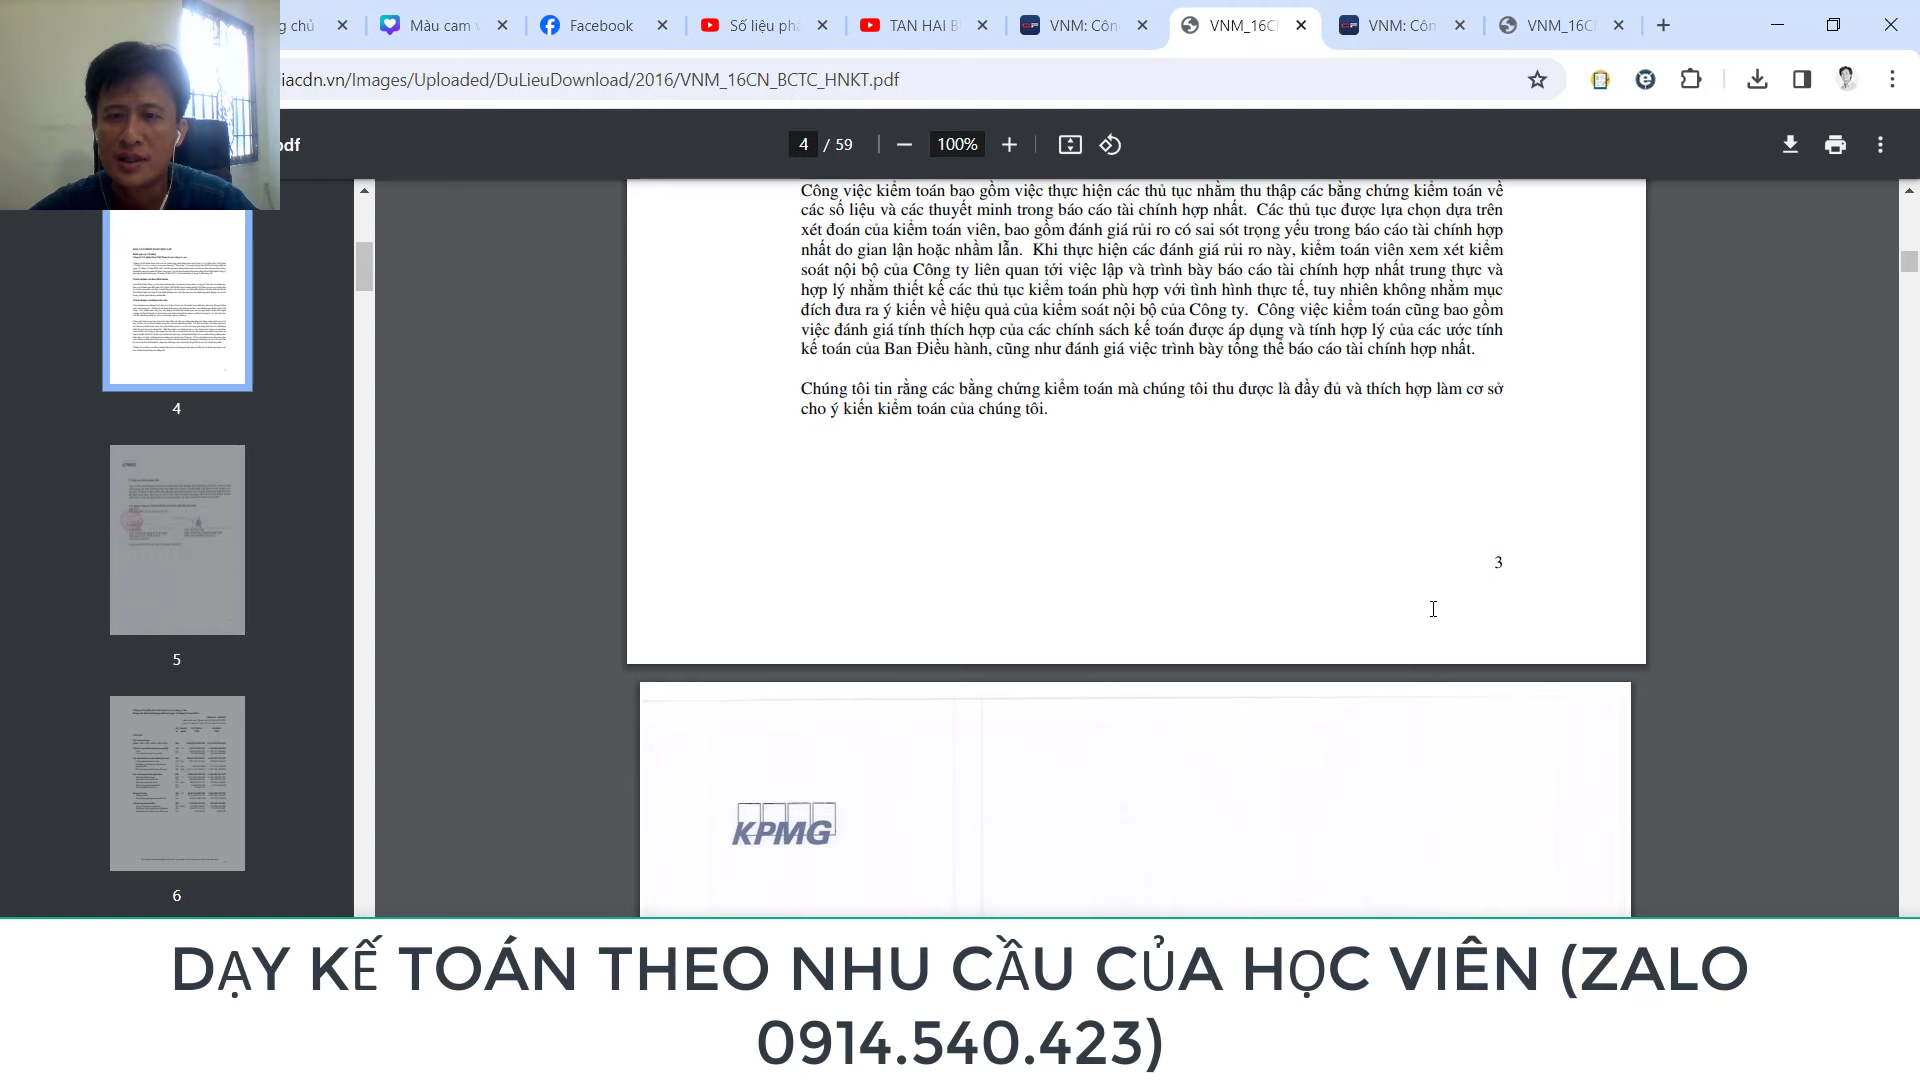 g chủ
Màu cam
Facebook
Số liệu phâ
TAN HAI B
VNM: Côn
VNM_16C
VNM: Côn
VNM_16C
iacdn.vn/Images/Uploaded/DuLieuDownload/2016/VNM_16CN_BCTC_HNKT.pdf
pdf
4 / 59
100%
Công việc kiểm toán bao gồm việc thực hiện các thủ tục nhằm thu thập các bằng chứng kiểm toán về
các số liệu và các thuyết minh trong báo cáo tài chính hợp nhất. Các thủ tục được lựa chọn dựa trên
xét đoán của kiểm toán viên, bao gồm đánh giá rủi ro có sai sót trọng yếu trong báo cáo tài chính hợp
nhất do gian lận hoặc nhầm lẫn. Khi thực hiện các đánh giá rủi ro này, kiểm toán viên xem xét kiểm
soát nội bộ của Công ty liên quan tới việc lập và trình bày báo cáo tài chính hợp nhất trung thực và
hợp lý nhằm thiết kế các thủ tục kiểm toán phù hợp với tình hình thực tế, tuy nhiên không nhằm mục
đích đưa ra ý kiến về hiệu quả của kiểm soát nội bộ của Công ty. Công việc kiểm toán cũng bao gồm
việc đánh giá tính thích hợp của các chính sách kế toán được áp dụng và tính hợp lý của các ước tính
kế toán của Ban Điều hành, cũng như đánh giá việc trình bày tổng thể báo cáo tài chính hợp nhất.
Chúng tôi tin rằng các bằng chứng kiểm toán mà chúng tôi thu được là đầy đủ và thích hợp làm cơ sở
cho ý kiến kiểm toán của chúng tôi.
3
KPMG
4
KPMG
5
6
DẠY KẾ TOÁN THEO NHU CẦU CỦA HỌC VIÊN (ZALO
0914.540.423)